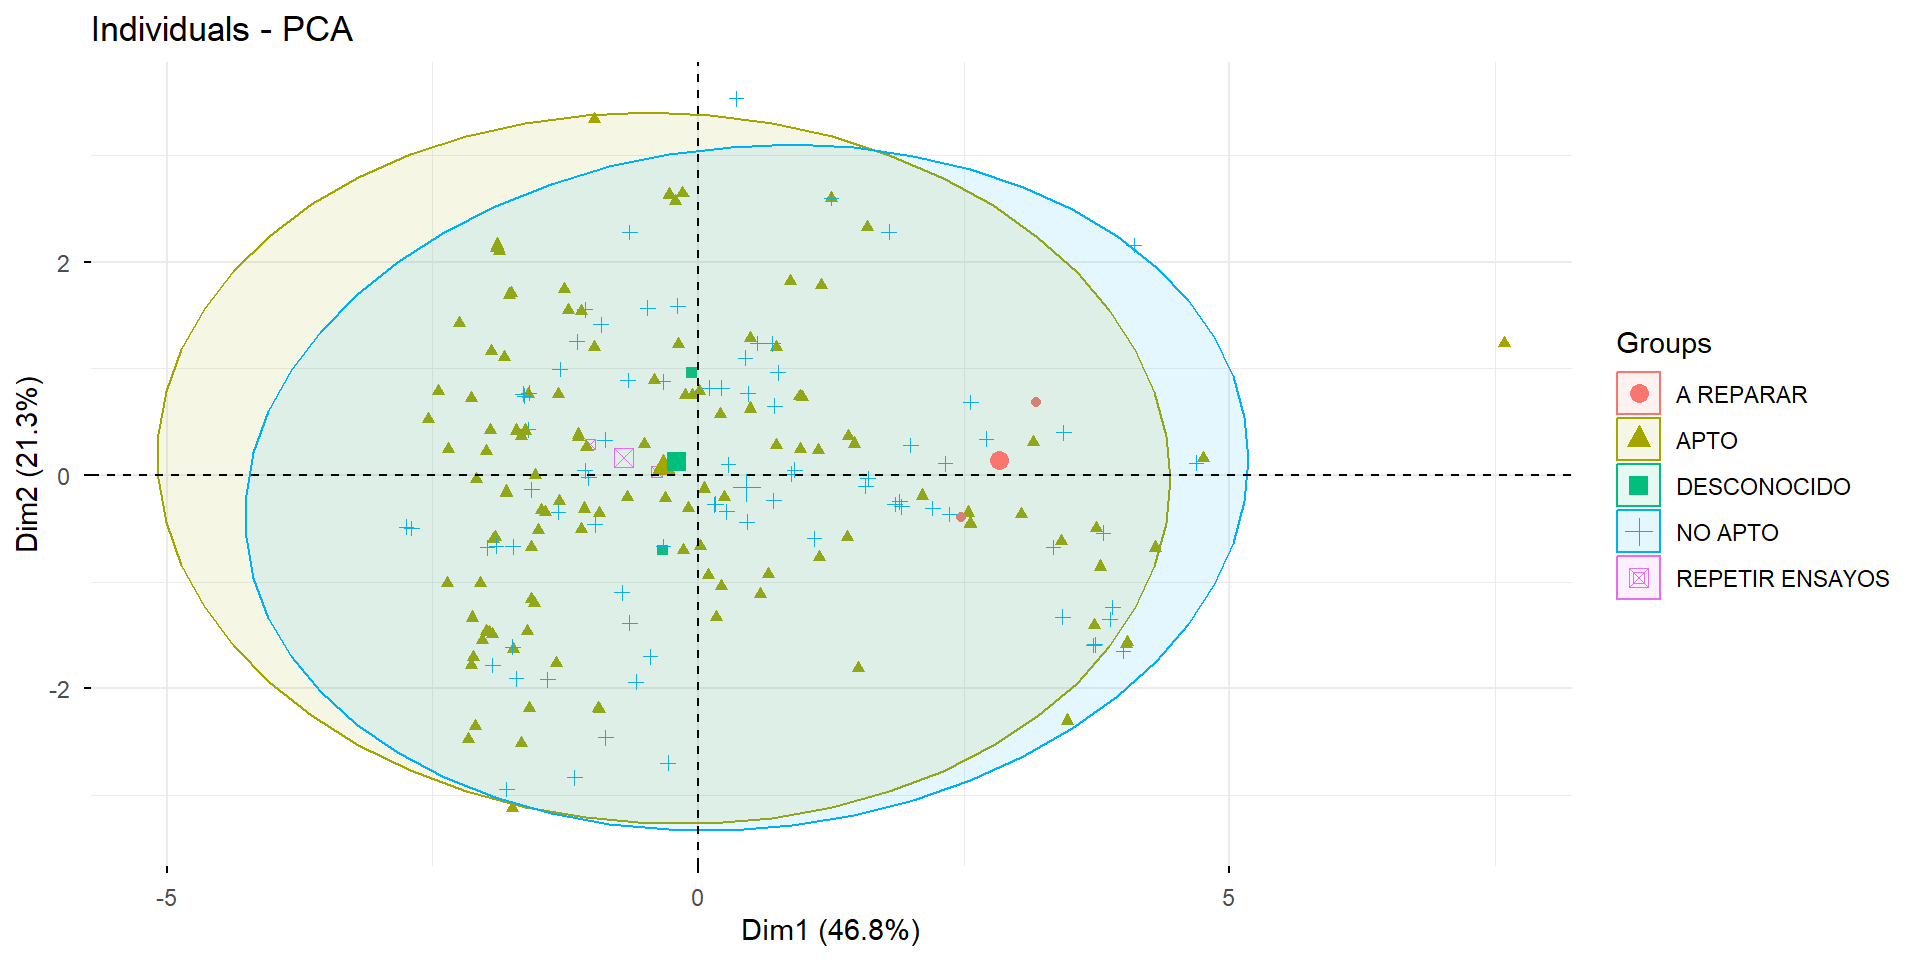 Individuals - PCA
Dim2 (21.3%)
2
0
-2
-5
0
5
Dim1 (46.8%)
Groups
A REPARAR
APTO
DESCONOCIDO
NO APTO
REPETIR ENSAYOS